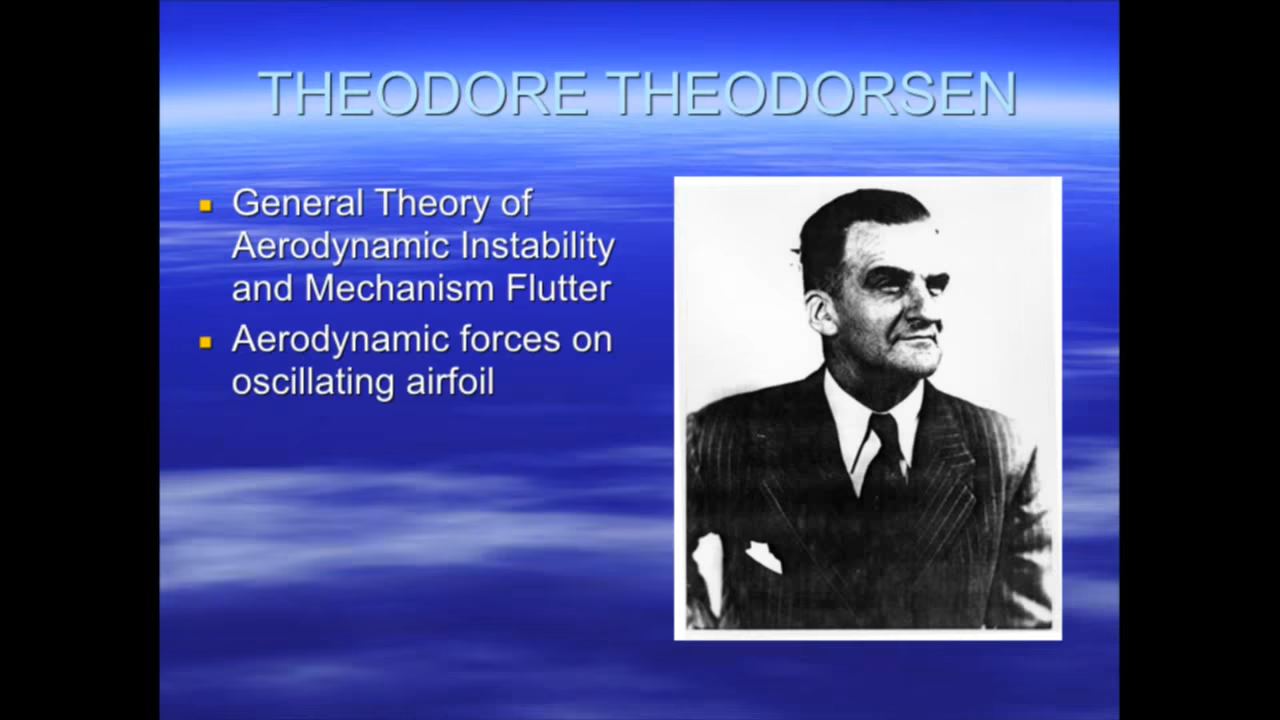 THEODORE THEODORSEN
General Theory of
Aerodynamic Instability
and Mechanism Flutter
Aerodynamic forces on
oscillating airfoil